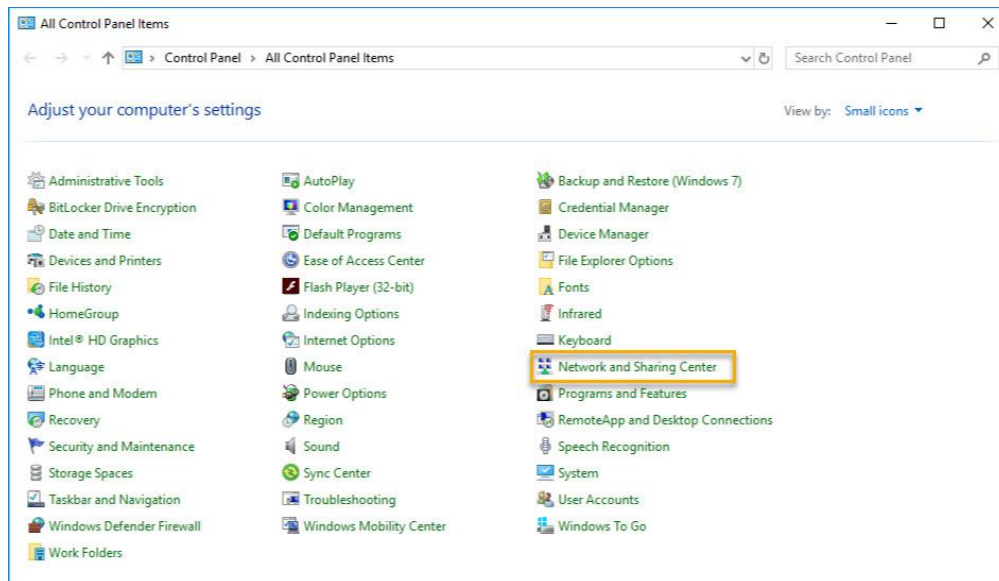 All Control Panel Items
Control Panel > All Control Panel Items
Search Control Panel
Adjust your computer's settings
View by: Small icons
Administrative Tools
AutoPlay
Backup and Restore (Windows 7)
BitLocker Drive Encryption
Color Management
Credential Manager
Date and Time
Default Programs
Device Manager
Devices and Printers
Ease of Access Center
File Explorer Options
File History
Flash Player (32-bit)
Fonts
HomeGroup
Indexing Options
Infrared
Intel® HD Graphics
Internet Options
Keyboard
Language
Mouse
Network and Sharing Center
Phone and Modem
Power Options
Programs and Features
Recovery
Region
RemoteApp and Desktop Connections
Security and Maintenance
Sound
Speech Recognition
Storage Spaces
Sync Center
System
Taskbar and Navigation
Troubleshooting
User Accounts
Windows Defender Firewall
Windows Mobility Center
Windows To Go
Work Folders